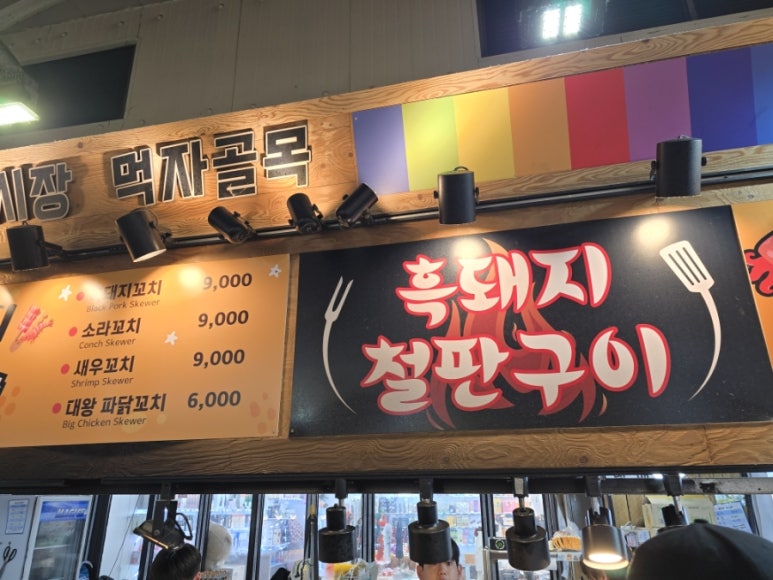 시장 먹자골목
돼지꼬치 9,000
Black Pork Skewer
소라꼬치 9,000
Conch Skewer
새우꼬치 9,000
Shrimp Skewer
대왕 파닭꼬치 6,000
Big Chicken Skewer
흑돼지
철판구이